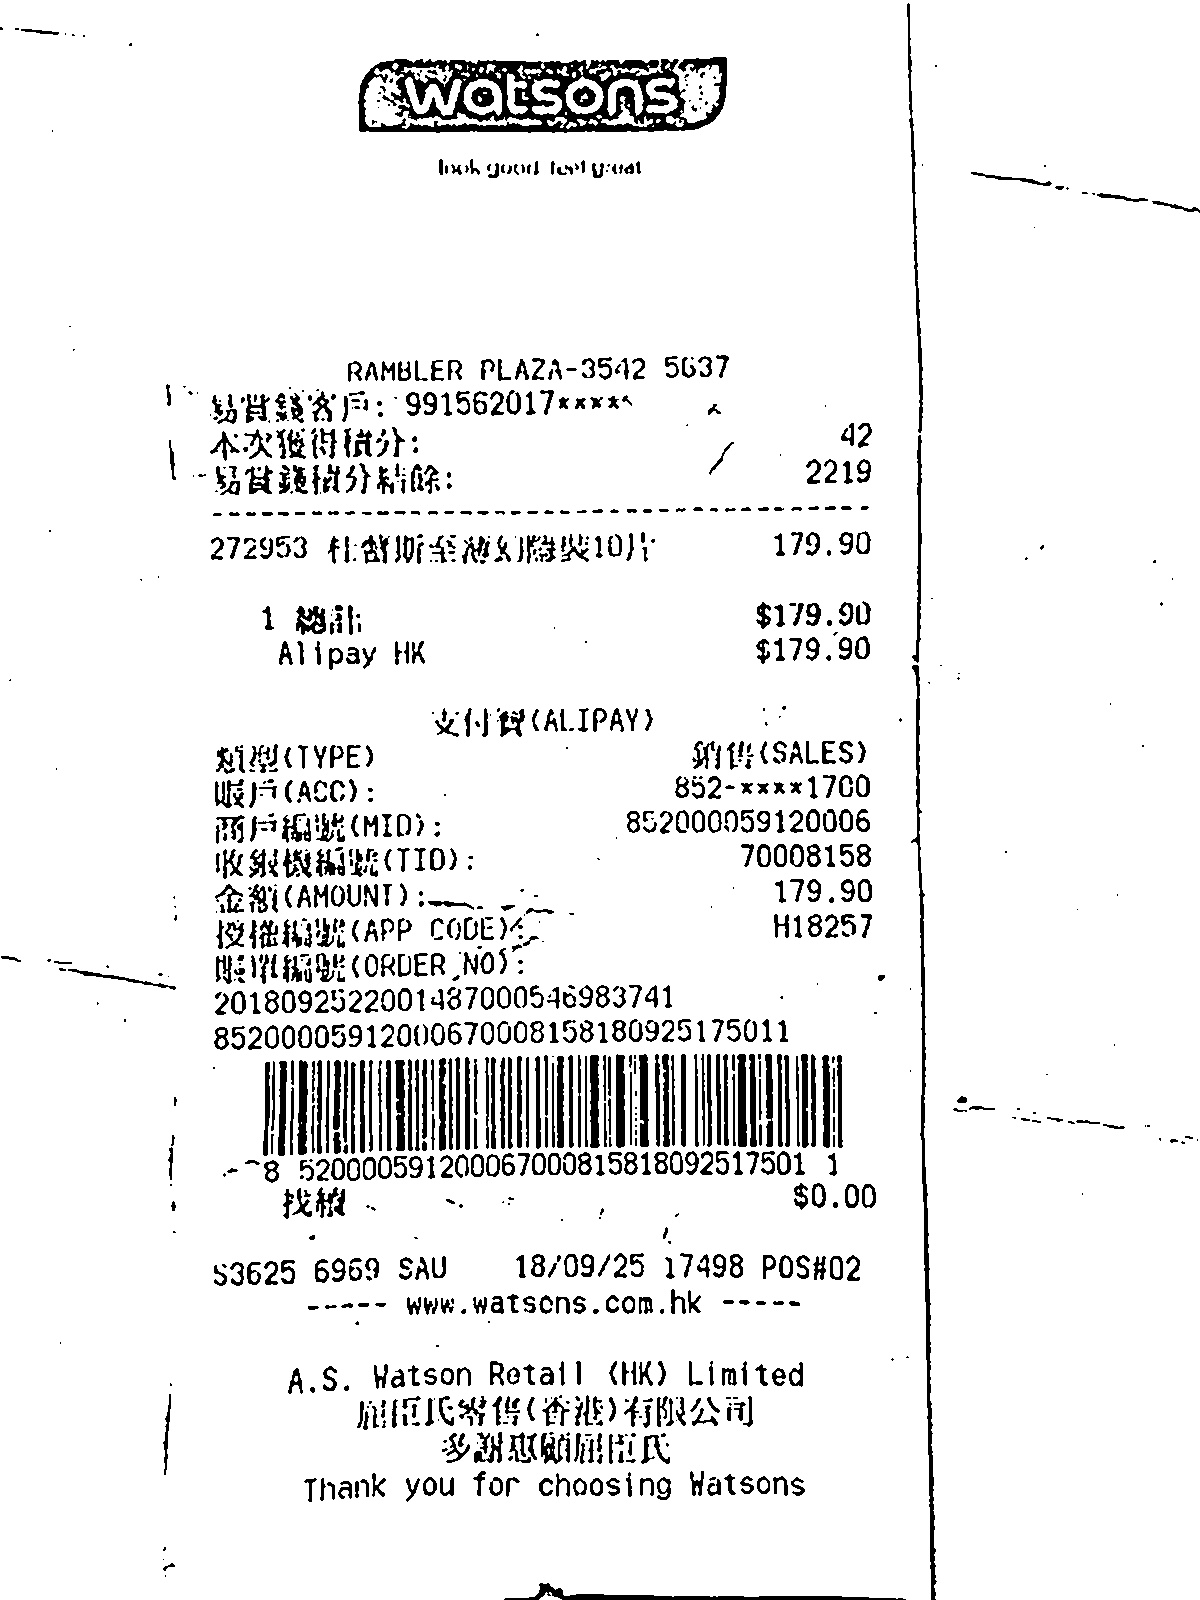 watsons
look good. feel great
RAMBLER PLAZA-3542 5637
易賞錢客戶: 991562017*****
本次獲得積分: 42
易賞錢積分結餘: 2219
272953 杜蕾斯至薄幻隱裝10片 179.90
1 總計 $179.90
Alipay HK $179.90
支付寶(ALIPAY)
類型(TYPE) 銷售(SALES)
賬戶(ACC): 852-****1700
商戶編號(MID): 852000059120006
收銀機編號(TID): 70008158
金額(AMOUNT): 179.90
授權編號(APP CODE): H18257
賬單編號(ORDER NO):
2018092522001487000546983741
85200005912000670008158180925175011
8 520000591200067000815818092517501 1
找續 $0.00
S3625 6969 SAU 18/09/25 17498 POS#02
----- www.watsons.com.hk -----
A.S. Watson Retail (HK) Limited
屈臣氏零售(香港)有限公司
多謝惠顧屈臣氏
Thank you for choosing Watsons